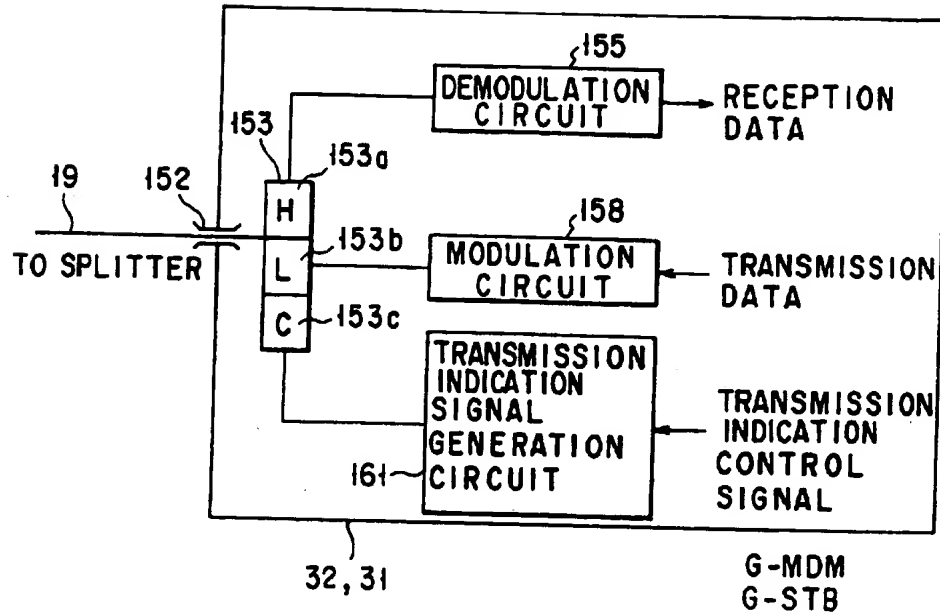 155
DEMODULATION
CIRCUIT
RECEPTION
DATA
153
153a
H
19
152
TO SPLITTER
153b
L
158
MODULATION
CIRCUIT
TRANSMISSION
DATA
C
153c
TRANSMISSION
INDICATION
SIGNAL
GENERATION
CIRCUIT
161
TRANSMISSION
INDICATION
CONTROL
SIGNAL
32, 31
G-MDM
G-STB